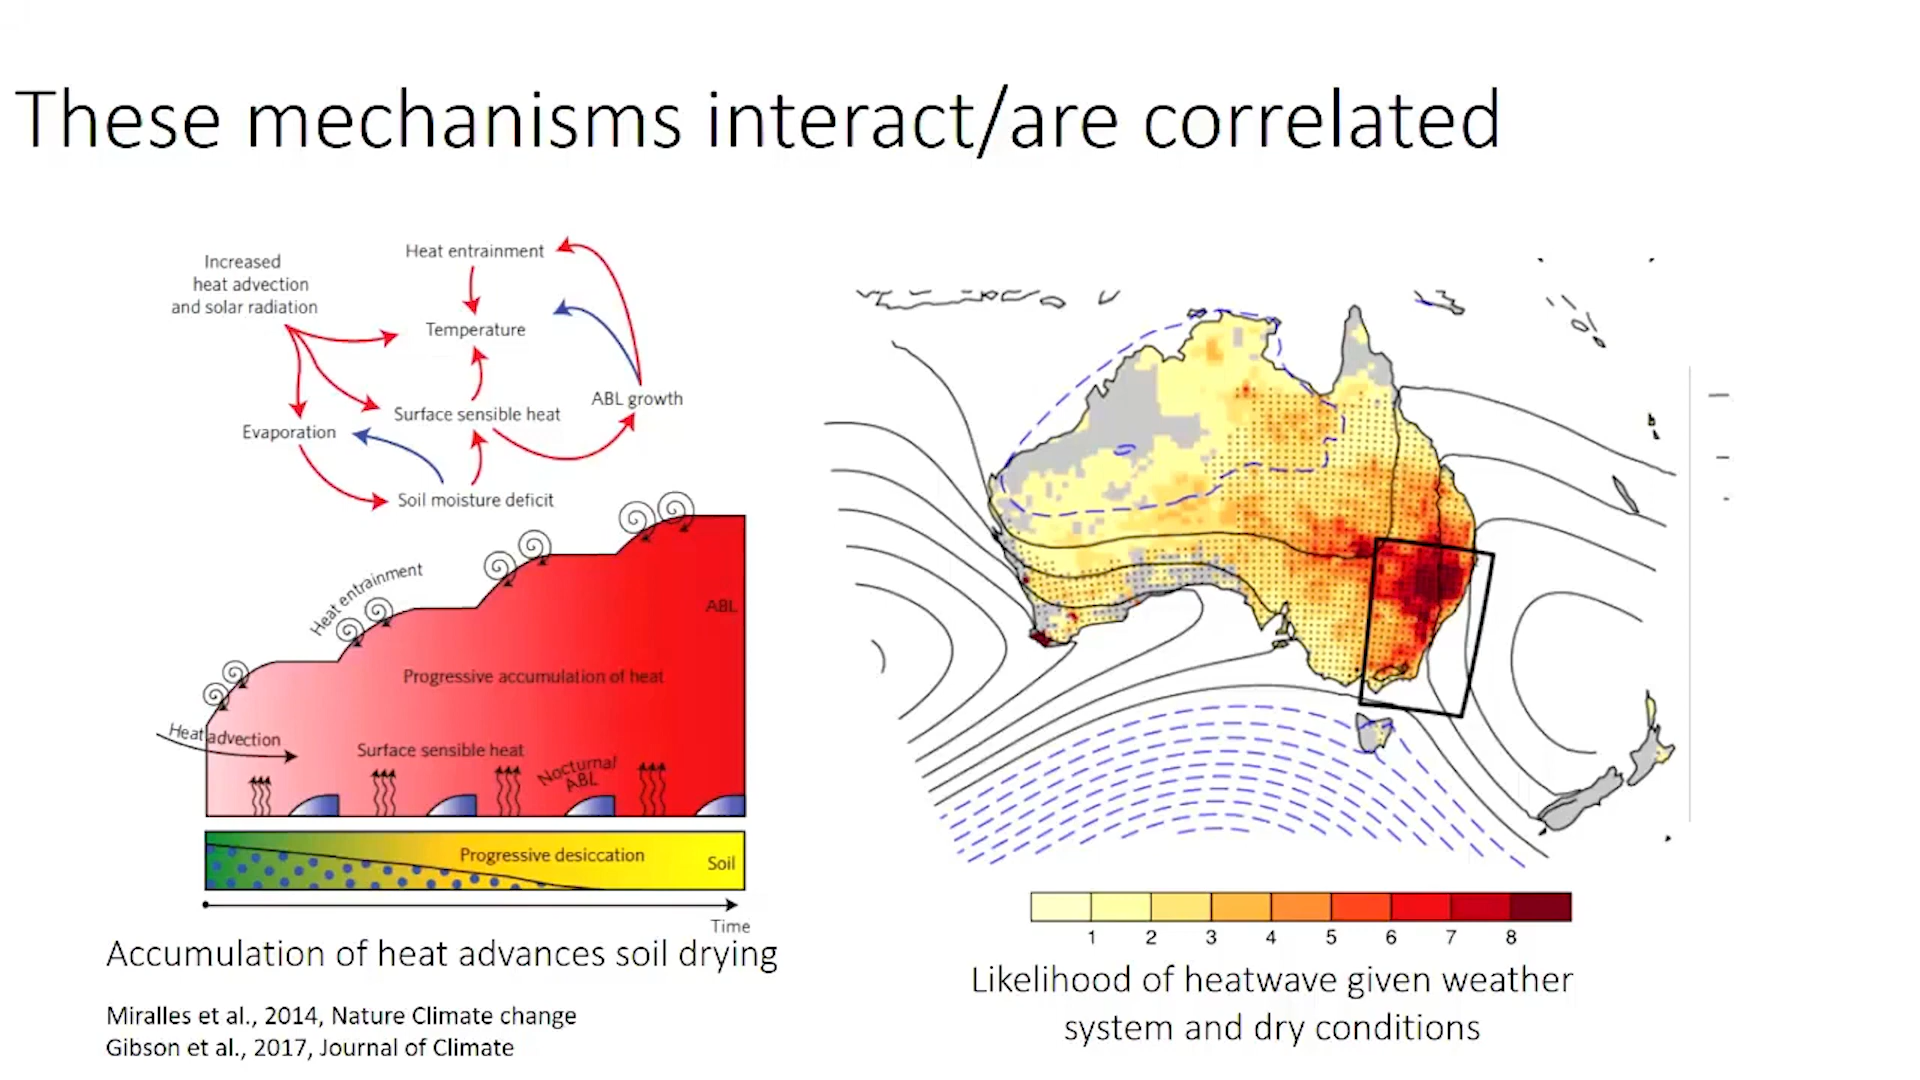 These mechanisms interact/are correlated
Increased
heat advection
and solar radiation
Heat entrainment
Temperature
Surface sensible heat
ABL growth
Evaporation
Soil moisture deficit
Heat entrainment
ABL
Progressive accumulation of heat
Heat advection
Surface sensible heat
Nocturnal
ABL
Progressive desiccation
Soil
Time
Accumulation of heat advances soil drying
Miralles et al., 2014, Nature Climate change
Gibson et al., 2017, Journal of Climate
1 2 3 4 5 6 7 8
Likelihood of heatwave given weather
system and dry conditions